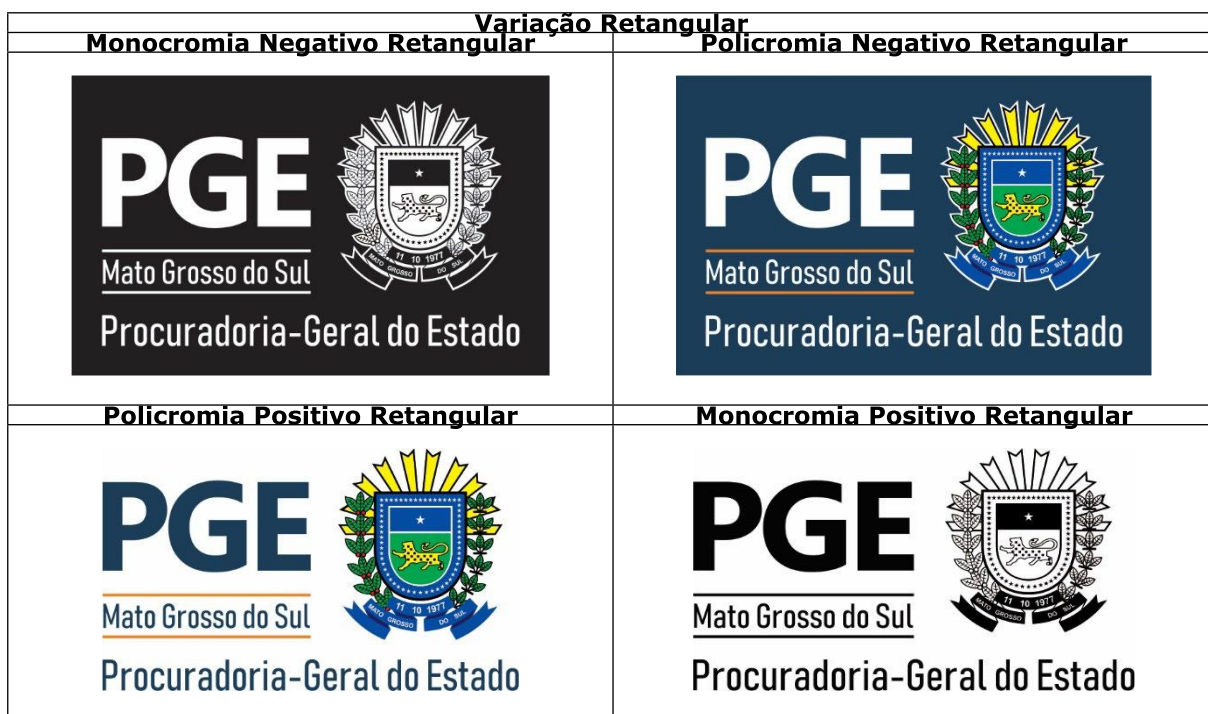 Variação Retangular
Monocromia Negativo Retangular
Policromia Negativo Retangular
PGE
Mato Grosso do Sul
11 10 1977
MATO GROSSO DO SUL
Procuradoria-Geral do Estado
PGE
Mato Grosso do Sul
11 10 1977
MATO GROSSO DO SUL
Procuradoria-Geral do Estado
Policromia Positivo Retangular
Monocromia Positivo Retangular
PGE
Mato Grosso do Sul
11 10 1977
MATO GROSSO DO SUL
Procuradoria-Geral do Estado
PGE
Mato Grosso do Sul
11 10 1977
MATO GROSSO DO SUL
Procuradoria-Geral do Estado